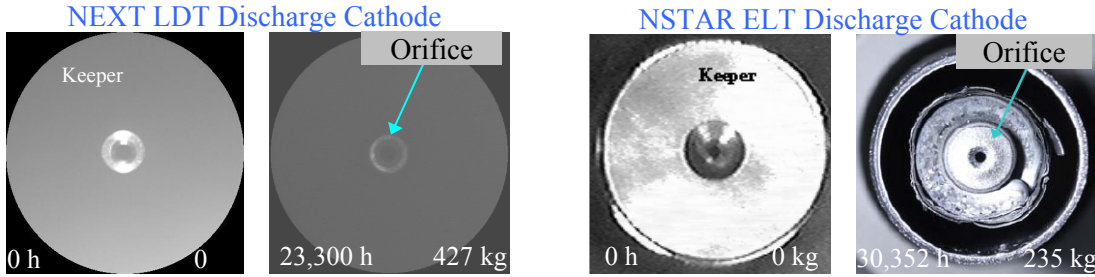 NEXT LDT Discharge Cathode
Keeper
0 h 0
Orifice
23,300 h 427 kg
NSTAR ELT Discharge Cathode
Keeper
0 h 0 kg
Orifice
30,352 h 235 kg